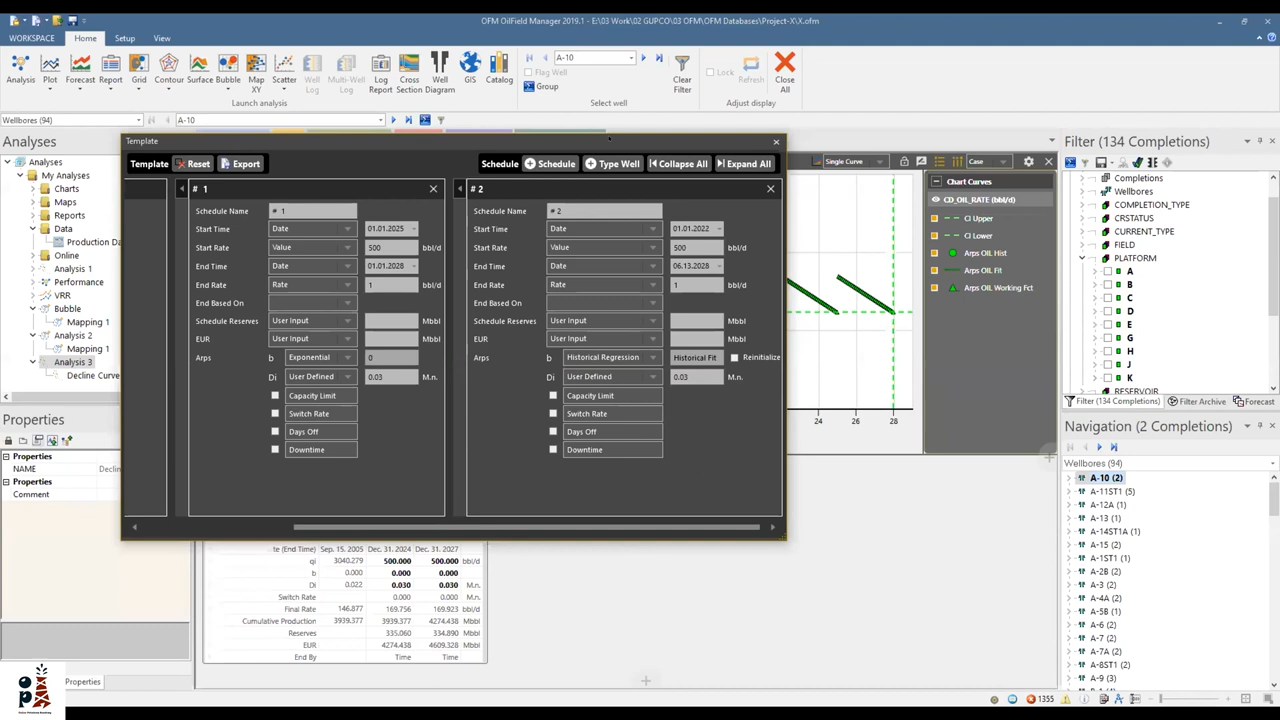 OFM OilField Manager 2019.1 - E:\03 Work\02 GUPCO\03 OFM\OFM Databases\Project-X\X.ofm
WORKSPACE Home Setup View
Analysis Plot Forecast Report Grid Contour Surface Bubble Map XY Scatter Well Log Multi-Well Log Log Report Cross Section Well Diagram GIS Catalog
A-10
Flag Well
Group
Clear Filter
Lock Refresh
Close All
Launch analysis Select well Adjust display
Wellbores (94) A-10
Analyses
Analyses
My Analyses
Charts
Maps
Reports
Data
Production Da
Online
Analysis 1
Performance
VRR
Bubble
Mapping 1
Analysis 2
Mapping 1
Analysis 3
Decline Curve
Properties
Properties
NAME Declin
Properties
Comment
Properties
Template
Template Reset Export Schedule Schedule Type Well Collapse All Expand All
# 1
Schedule Name # 1
Start Time Date 01.01.2025
Start Rate Value 500 bbl/d
End Time Date 01.01.2028
End Rate Rate 1 bbl/d
End Based On
Schedule Reserves User Input Mbbl
EUR User Input Mbbl
Arps b Exponential 0
Di User Defined 0.03 M.n.
Capacity Limit
Switch Rate
Days Off
Downtime
# 2
Schedule Name # 2
Start Time Date 01.01.2022
Start Rate Value 500 bbl/d
End Time Date 06.13.2028
End Rate Rate 1 bbl/d
End Based On
Schedule Reserves User Input Mbbl
EUR User Input Mbbl
Arps b Historical Regression Historical Fit Reinitialize
Di User Defined 0.03 M.n.
Capacity Limit
Switch Rate
Days Off
Downtime
te (End Time) Sep. 15, 2005 Dec. 31, 2024 Dec. 31, 2027
qi 3040.279 500.000 500.000 bbl/d
b 0.000 0.000 0.000
Di 0.022 0.030 0.030 M.n.
Switch Rate 0.000 0.000 0.000
Final Rate 146.877 169.756 169.923 bbl/d
Cumulative Production 3939.377 3939.377 4274.438 Mbbl
Reserves 335.060 334.890 Mbbl
EUR 4274.438 4609.328 Mbbl
End By Time Time
Single Curve Case
Chart Curves
CD_OIL_RATE (bbl/d)
CI Upper
CI Lower
Arps OIL Hist
Arps OIL Fit
Arps OIL Working Fct
24 26 28
Filter (134 Completions)
Completions
Wellbores
COMPLETION_TYPE
CRSTATUS
CURRENT_TYPE
FIELD
PLATFORM
A
B
C
D
E
G
H
J
K
RESERVOIR
Filter (134 Completions) Filter Archive Forecast
Navigation (2 Completions)
Wellbores (94)
A-10 (2)
A-11ST1 (5)
A-12A (1)
A-13 (1)
A-14ST1A (1)
A-15 (2)
A-1ST1 (2)
A-2B (2)
A-3 (2)
A-4A (2)
A-5B (1)
A-6 (2)
A-7 (2)
A-7A (2)
A-8ST1 (2)
A-9 (3)
1355